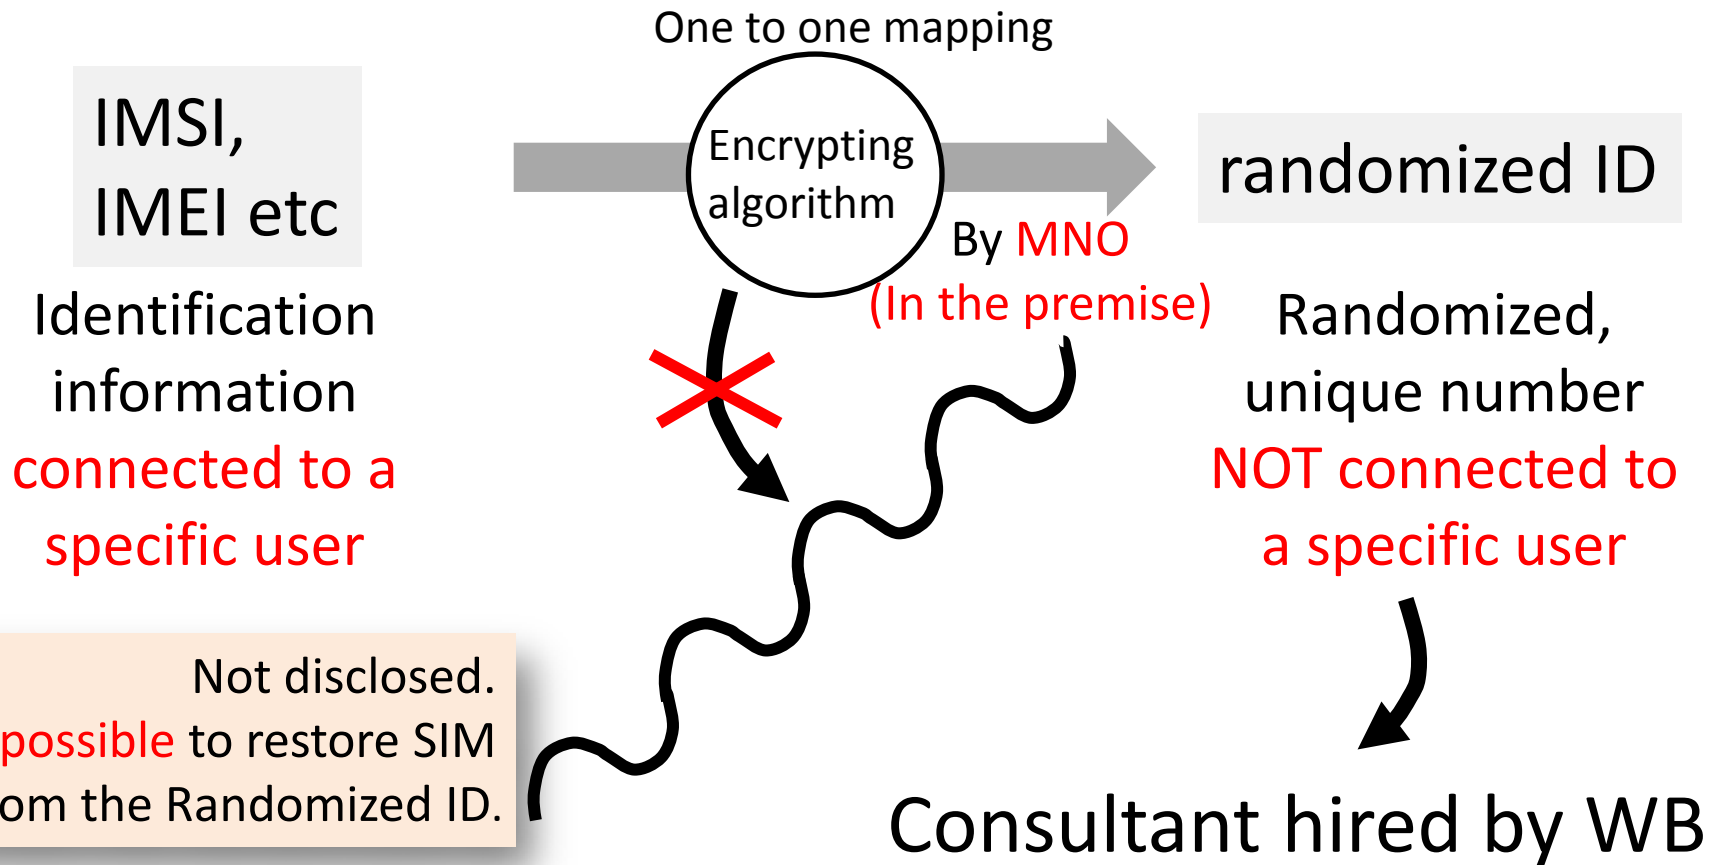 One to one mapping
IMSI,
IMEI etc
Encrypting
algorithm
randomized ID
By MNO
(In the premise)
Identification
information
connected to a
specific user
Randomized,
unique number
NOT connected to
a specific user
Not disclosed.
possible to restore SIM
om the Randomized ID.
Consultant hired by WB